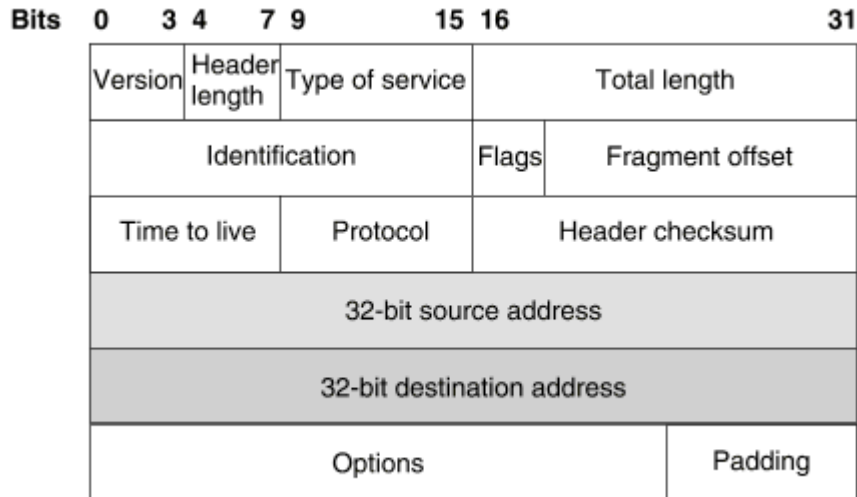 Bits 0 3 4 7 9 15 16 31
Version Header length Type of service Total length
Identification Flags Fragment offset
Time to live Protocol Header checksum
32-bit source address
32-bit destination address
Options Padding